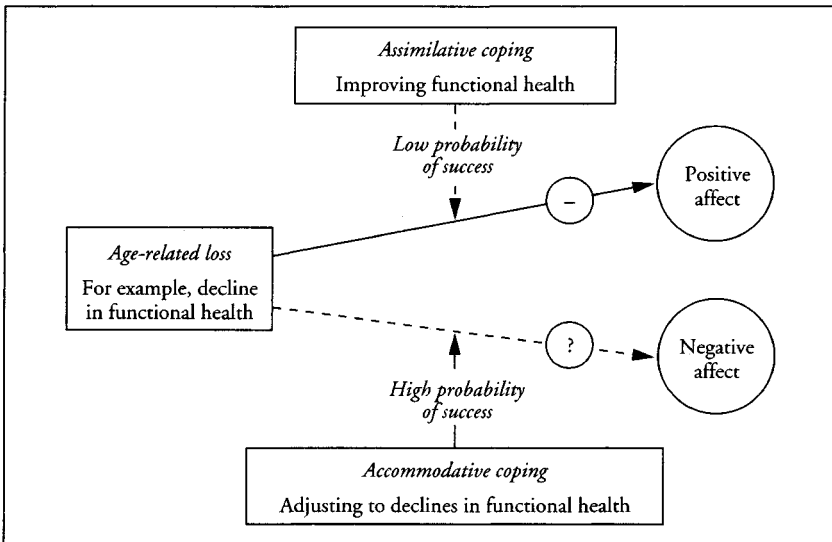 Assimilative coping
Improving functional health
Low probability
of success
–
Positive
affect
Age-related loss
For example, decline
in functional health
?
Negative
affect
High probability
of success
Accommodative coping
Adjusting to declines in functional health